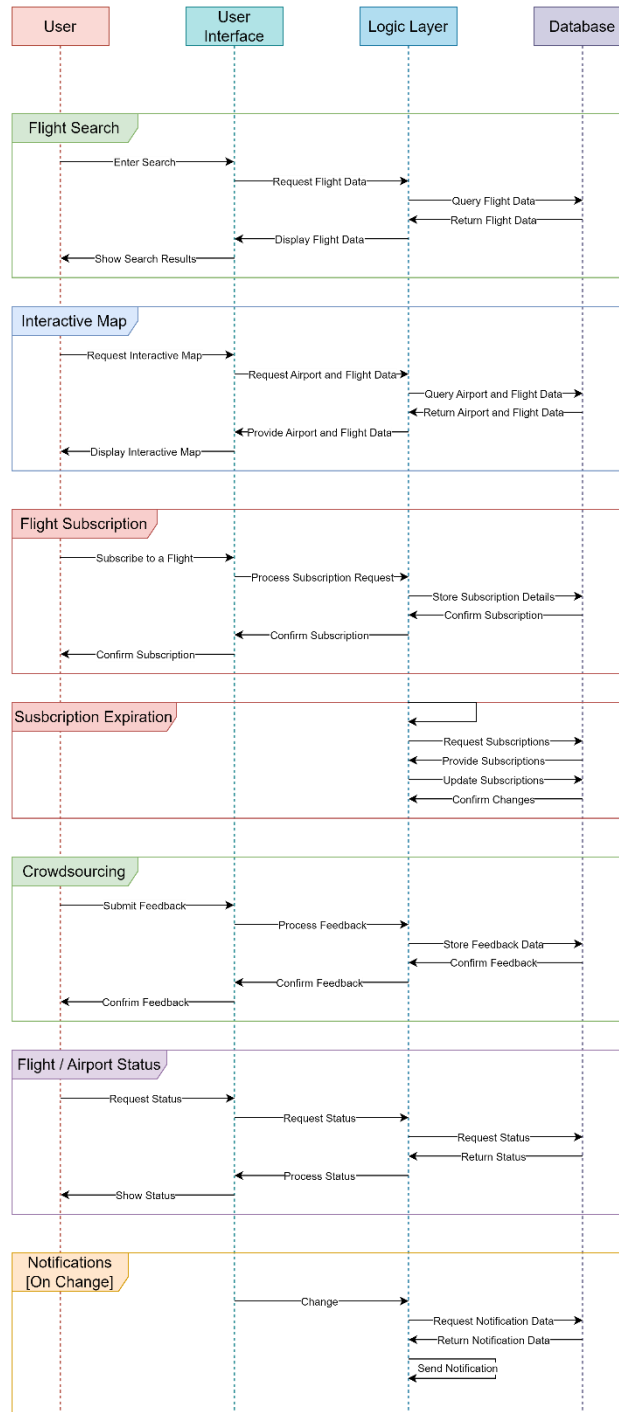 User
User
Interface
Logic Layer
Database
Flight Search
Enter Search
Request Flight Data
Query Flight Data
Return Flight Data
Display Flight Data
Show Search Results
Interactive Map
Request Interactive Map
Request Airport and Flight Data
Query Airport and Flight Data
Return Airport and Flight Data
Provide Airport and Flight Data
Display Interactive Map
Flight Subscription
Subscribe to a Flight
Process Subscription Request
Store Subscription Details
Confirm Subscription
Confirm Subscription
Confirm Subscription
Susbcription Expiration
Request Subscriptions
Provide Subscriptions
Update Subscriptions
Confirm Changes
Crowdsourcing
Submit Feedback
Process Feedback
Store Feedback Data
Confirm Feedback
Confirm Feedback
Confrim Feedback
Flight / Airport Status
Request Status
Request Status
Request Status
Return Status
Process Status
Show Status
Notifications
[On Change]
Change
Request Notification Data
Return Notification Data
Send Notification